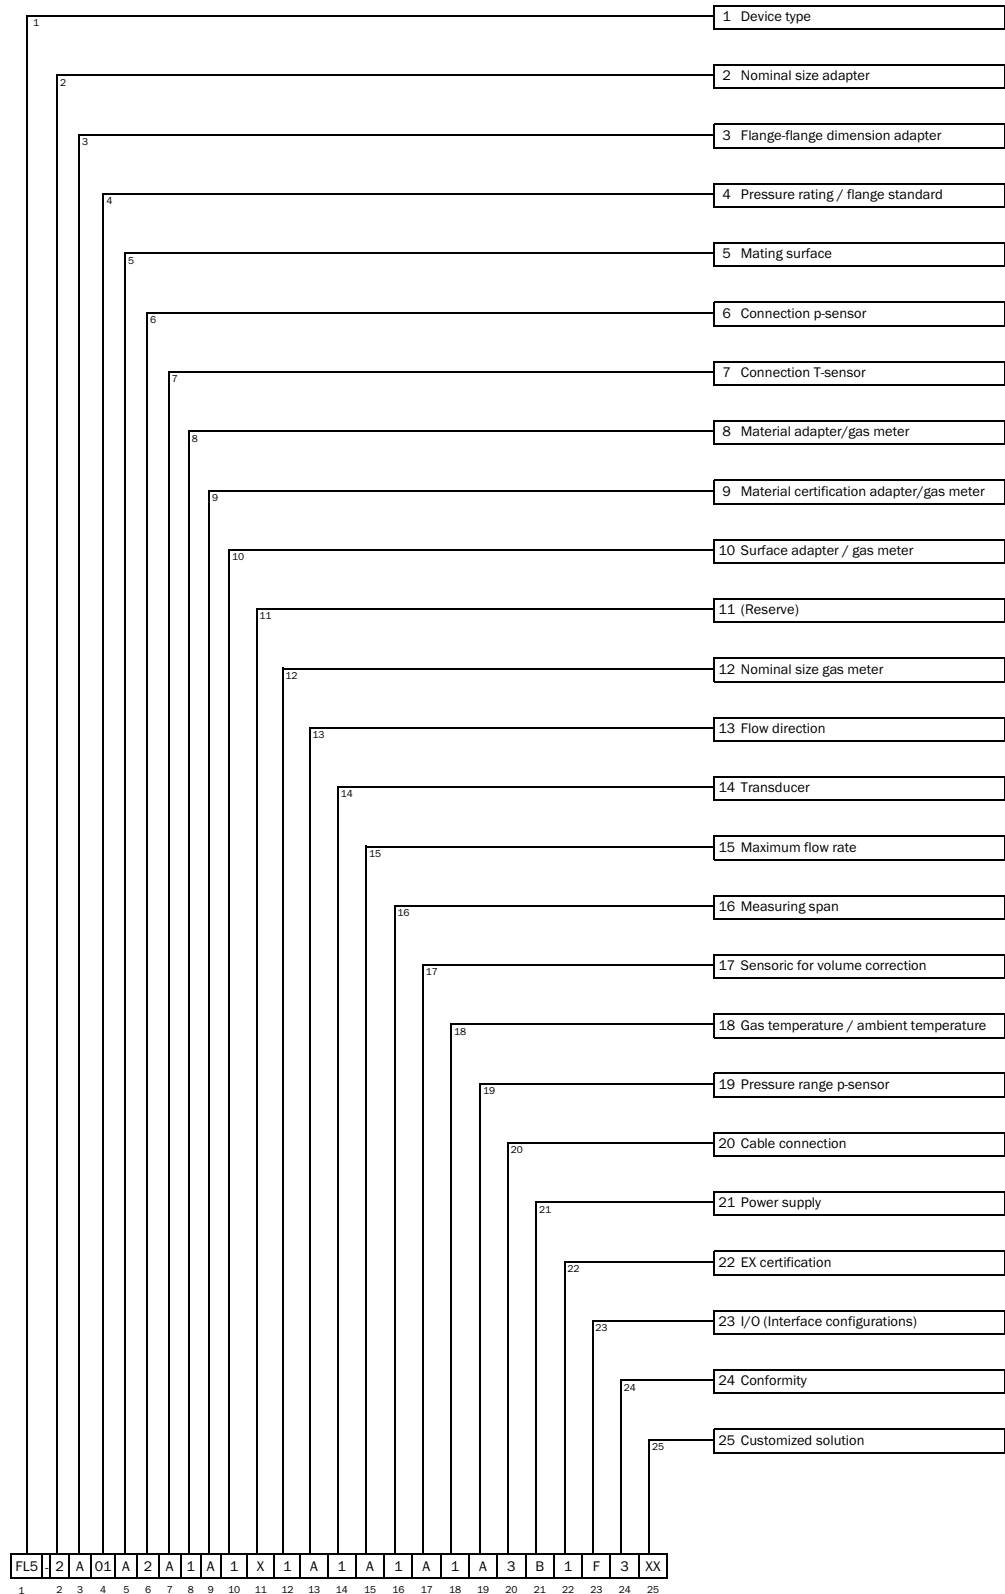 1 Device type
1
2 Nominal size adapter
2
3 Flange-flange dimension adapter
3
4 Pressure rating / flange standard
4
5 Mating surface
5
6 Connection p-sensor
6
7 Connection T-sensor
7
8 Material adapter/gas meter
8
9 Material certification adapter/gas meter
9
10 Surface adapter / gas meter
10
11 (Reserve)
11
12 Nominal size gas meter
12
13 Flow direction
13
14 Transducer
14
15 Maximum flow rate
15
16 Measuring span
16
17 Sensoric for volume correction
17
18 Gas temperature / ambient temperature
18
19 Pressure range p-sensor
19
20 Cable connection
20
21 Power supply
21
22 EX certification
22
23 I/O (Interface configurations)
23
24 Conformity
24
25 Customized solution
25
FL5 - 2 A 01 A 2 A 1 A 1 X 1 A 1 A 1 A 1 A 3 B 1 F 3 XX
1 2 3 4 5 6 7 8 9 10 11 12 13 14 15 16 17 18 19 20 21 22 23 24 25